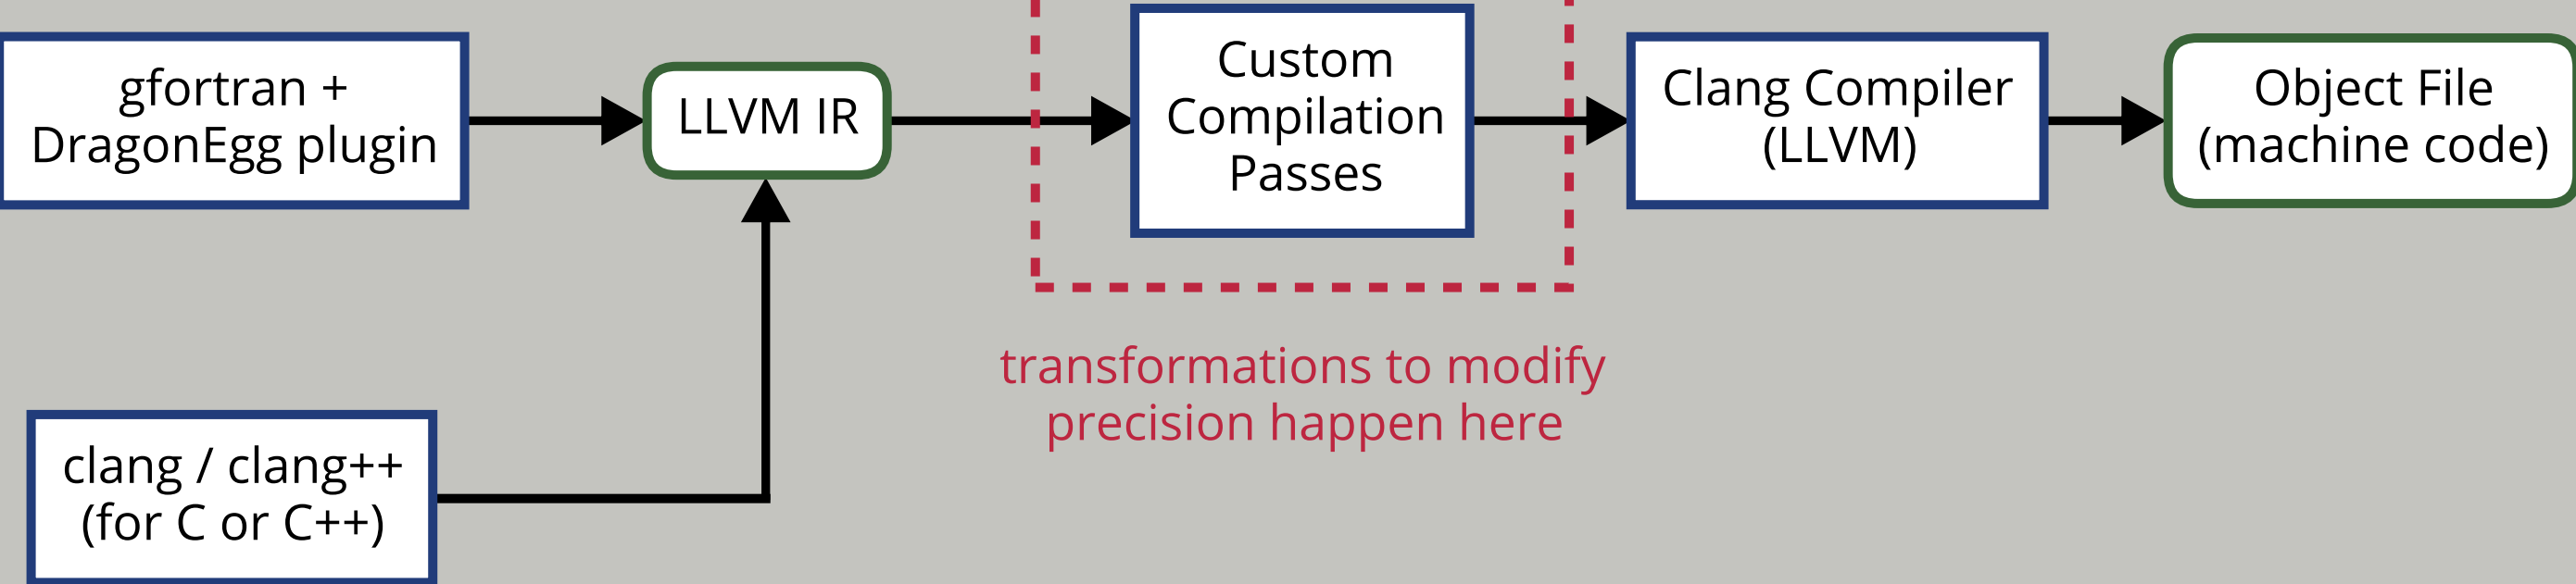 gfortran +
DragonEgg plugin
LLVM IR
Custom
Compilation
Passes
Clang Compiler
(LLVM)
Object File
(machine code)
transformations to modify
precision happen here
clang / clang++
(for C or C++)